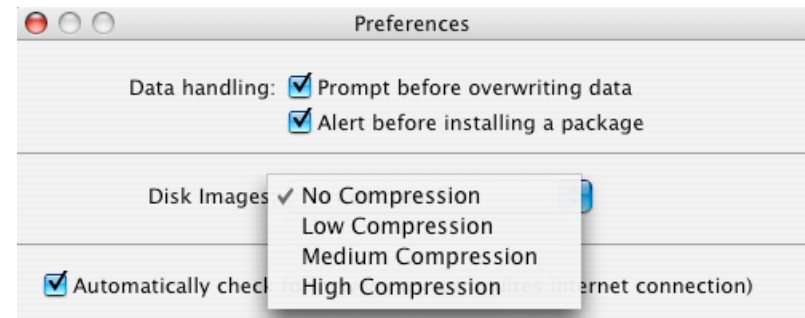 Preferences
Data handling: Prompt before overwriting data
Alert before installing a package
Disk Images ✓ No Compression
Low Compression
Medium Compression
High Compression
Automatically check internet connection)